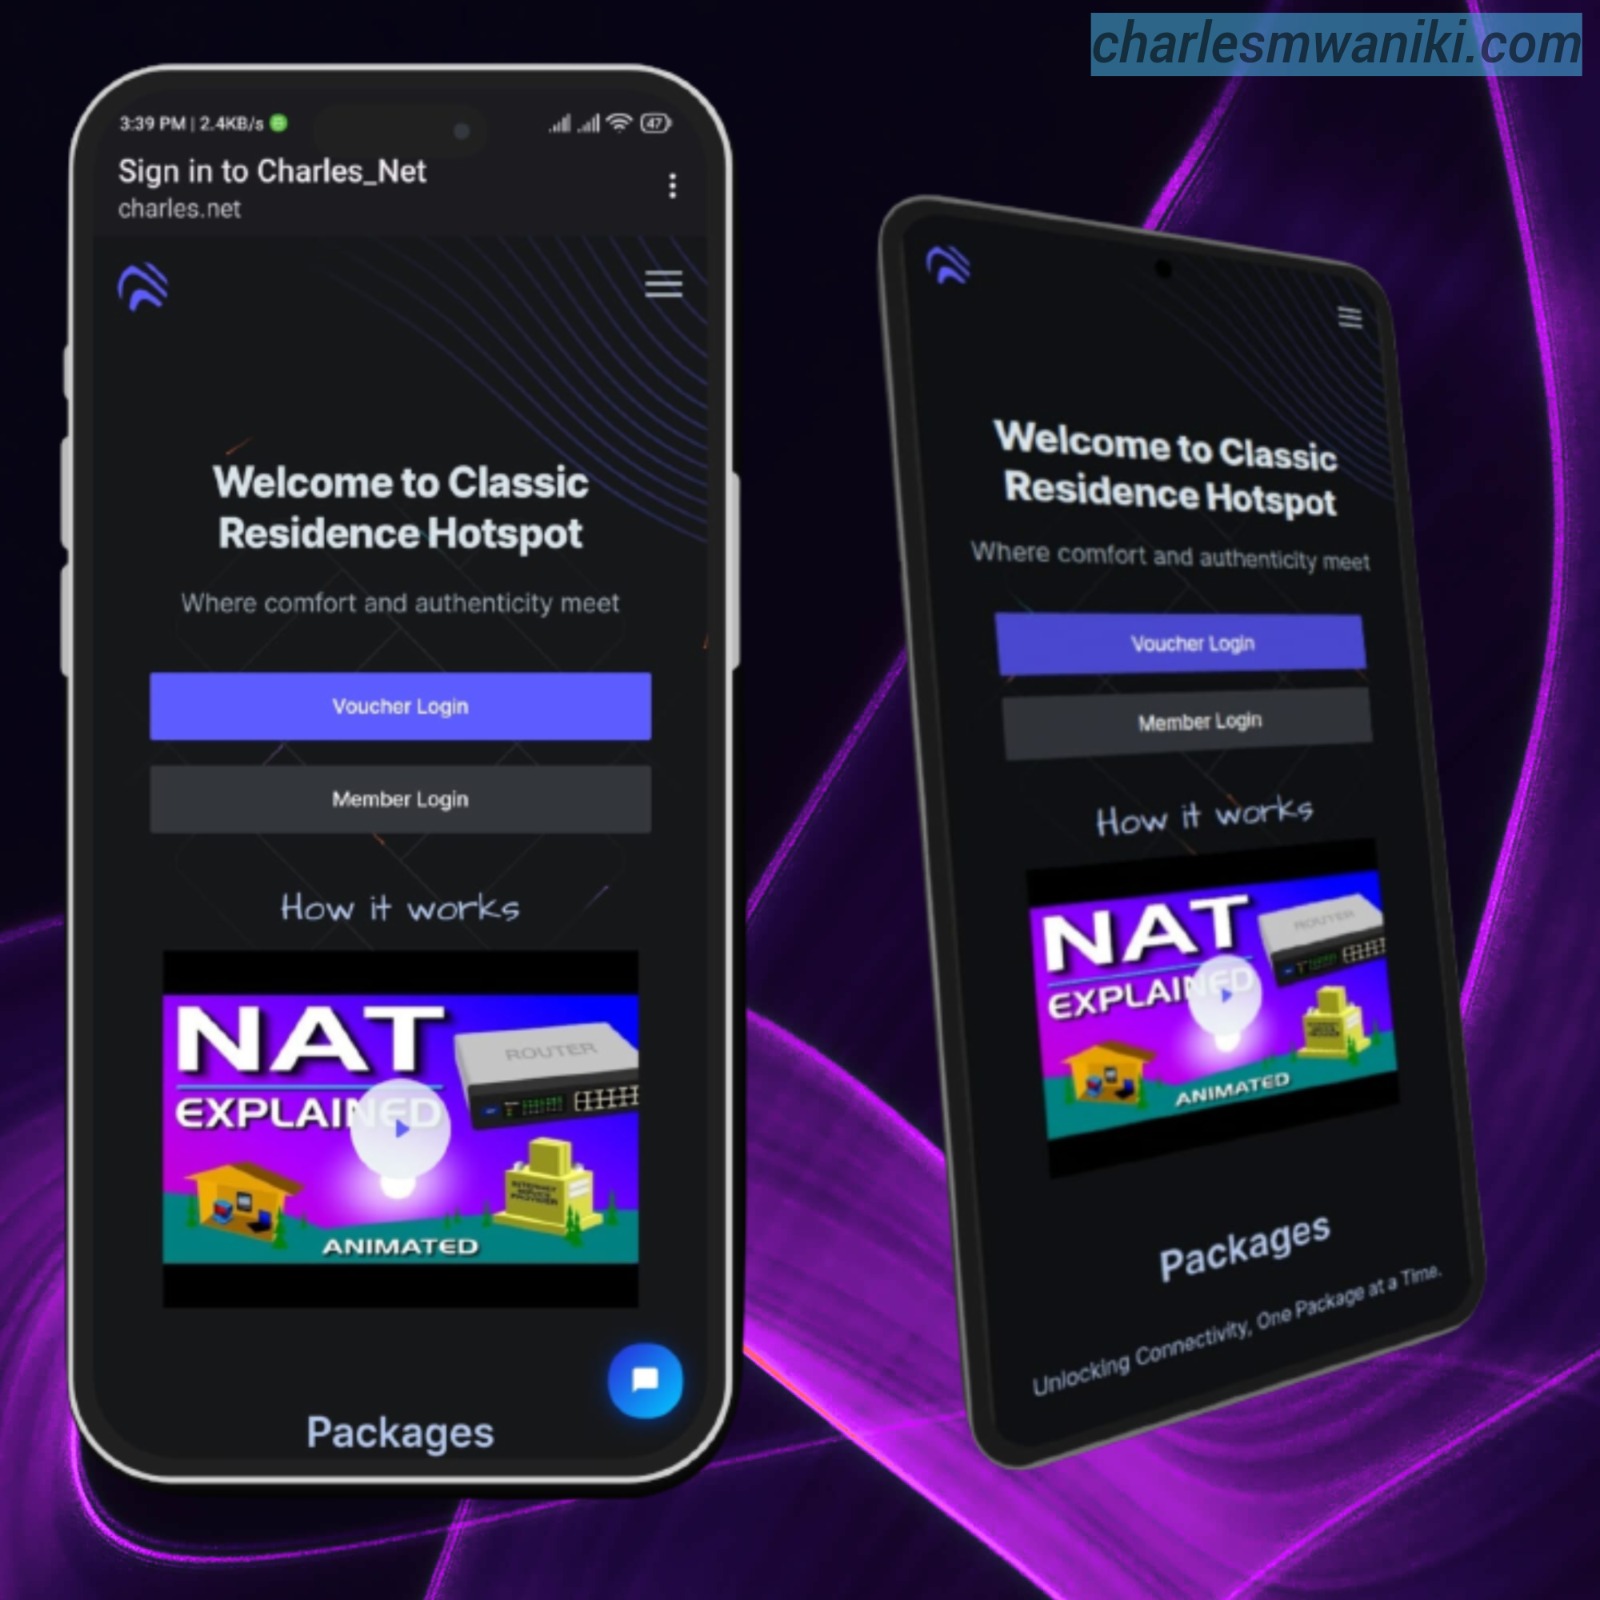 charlesmwaniki.com
3:39 PM | 2.4KB/s
47
Sign in to Charles_Net
charles.net
Welcome to Classic
Residence Hotspot
Where comfort and authenticity meet
Voucher Login
Member Login
How it works
NAT
ROUTER
EXPLAINED
INTERNET
SERVICE
PROVIDER
ANIMATED
Packages
Welcome to Classic
Residence Hotspot
Where comfort and authenticity meet
Voucher Login
Member Login
How it works
NAT
ROUTER
EXPLAINED
ANIMATED
Packages
Unlocking Connectivity, One Package at a Time.